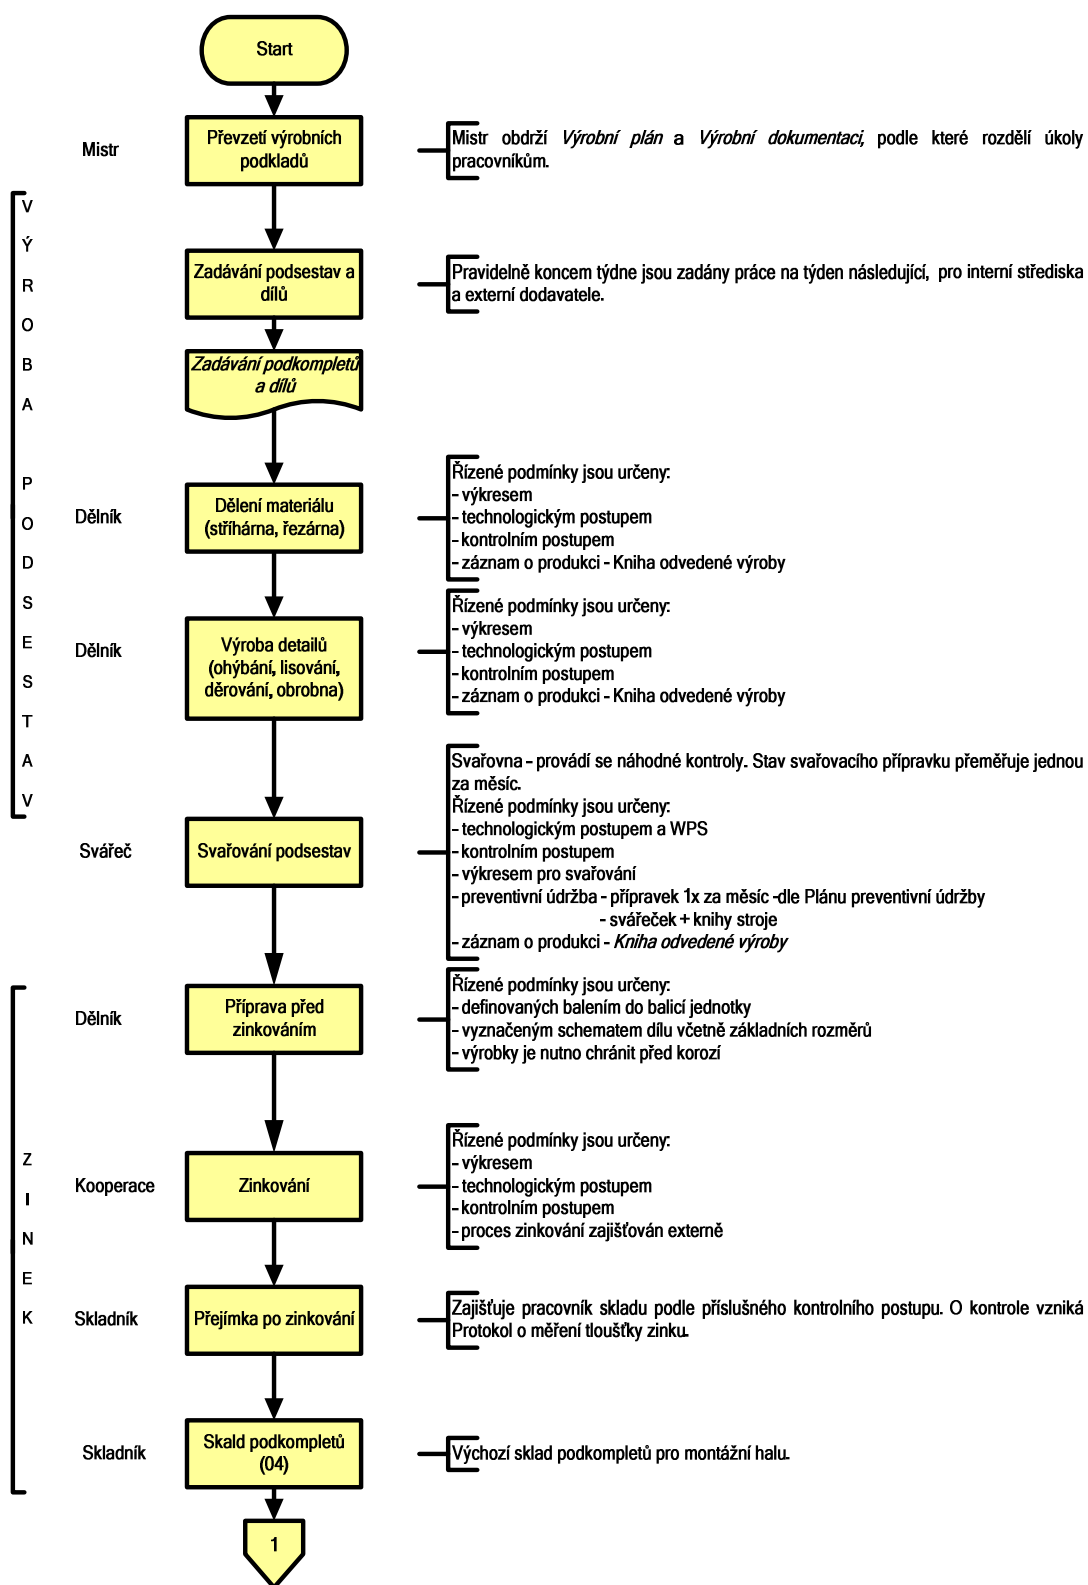 Start
Mistr
Převzetí výrobních
podkladů
Mistr obdrží Výrobní plán a Výrobní dokumentaci, podle které rozdělí úkoly
pracovníkům.
VÝROBA PODSESTAV
Zadávání podsestav a
dílů
Pravidelně koncem týdne jsou zadány práce na týden následující, pro interní střediska
a externí dodavatele.
Zadávání podkompletů
a dílů
Dělník
Dělení materiálu
(stříhárna, řezárna)
Řízené podmínky jsou určeny:
- výkresem
- technologickým postupem
- kontrolním postupem
- záznam o produkci - Kniha odvedené výroby
Dělník
Výroba detailů
(ohýbání, lisování,
děrování, obrobna)
Řízené podmínky jsou určeny:
- výkresem
- technologickým postupem
- kontrolním postupem
- záznam o produkci - Kniha odvedené výroby
Svářeč
Svařování podsestav
Svařovna - provádí se náhodné kontroly. Stav svařovacího přípravku přeměřuje jednou
za měsíc.
Řízené podmínky jsou určeny:
- technologickým postupem a WPS
- kontrolním postupem
- výkresem pro svařování
- preventivní údržba - přípravek 1x za měsíc -dle Plánu preventivní údržby
- svářeček + knihy stroje
- záznam o produkci - Kniha odvedené výroby
ZINEK
Dělník
Příprava před
zinkováním
Řízené podmínky jsou určeny:
- definovaných balením do balicí jednotky
- vyznačeným schematem dílu včetně základních rozměrů
- výrobky je nutno chránit před korozí
Kooperace
Zinkování
Řízené podmínky jsou určeny:
- výkresem
- technologickým postupem
- kontrolním postupem
- proces zinkování zajišťován externě
Skladník
Přejímka po zinkování
Zajišťuje pracovník skladu podle příslušného kontrolního postupu. O kontrole vzniká
Protokol o měření tloušťky zinku.
Skladník
Skald podkompletů
(04)
Výchozí sklad podkompletů pro montážní halu.
1